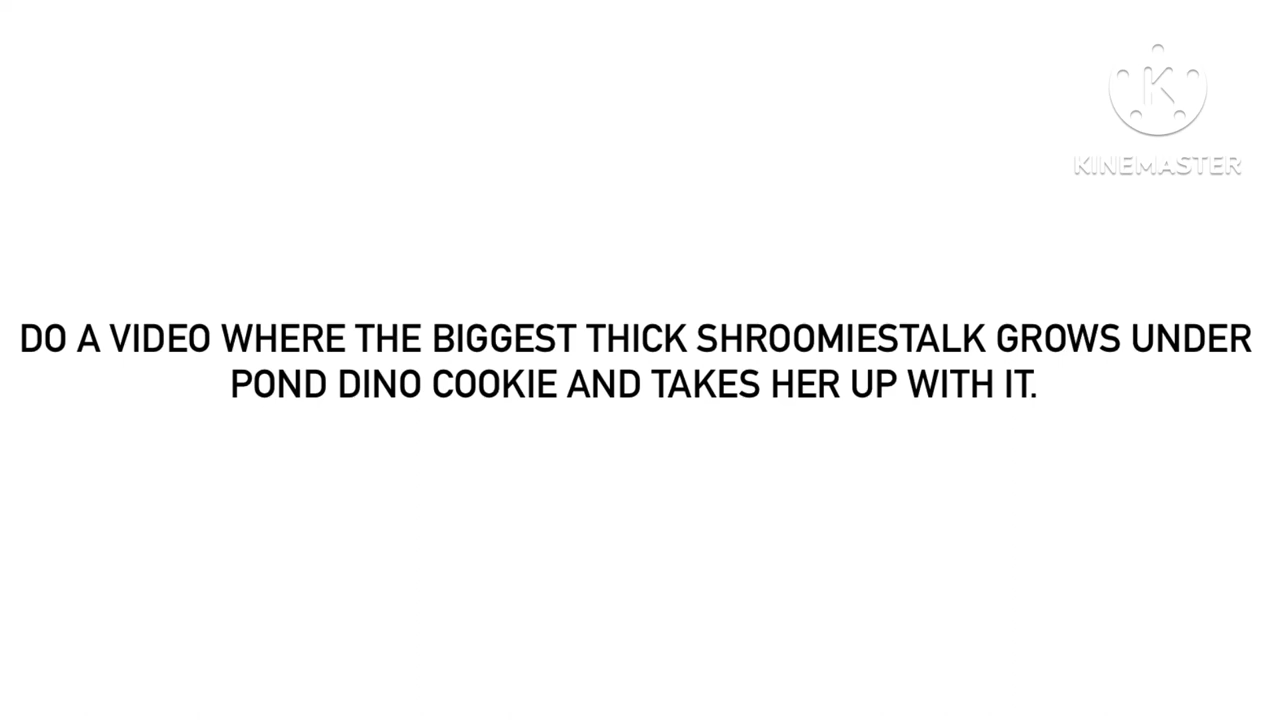 KINEMASTER
DO A VIDEO WHERE THE BIGGEST THICK SHROOMIESTALK GROWS UNDER
POND DINO COOKIE AND TAKES HER UP WITH IT.